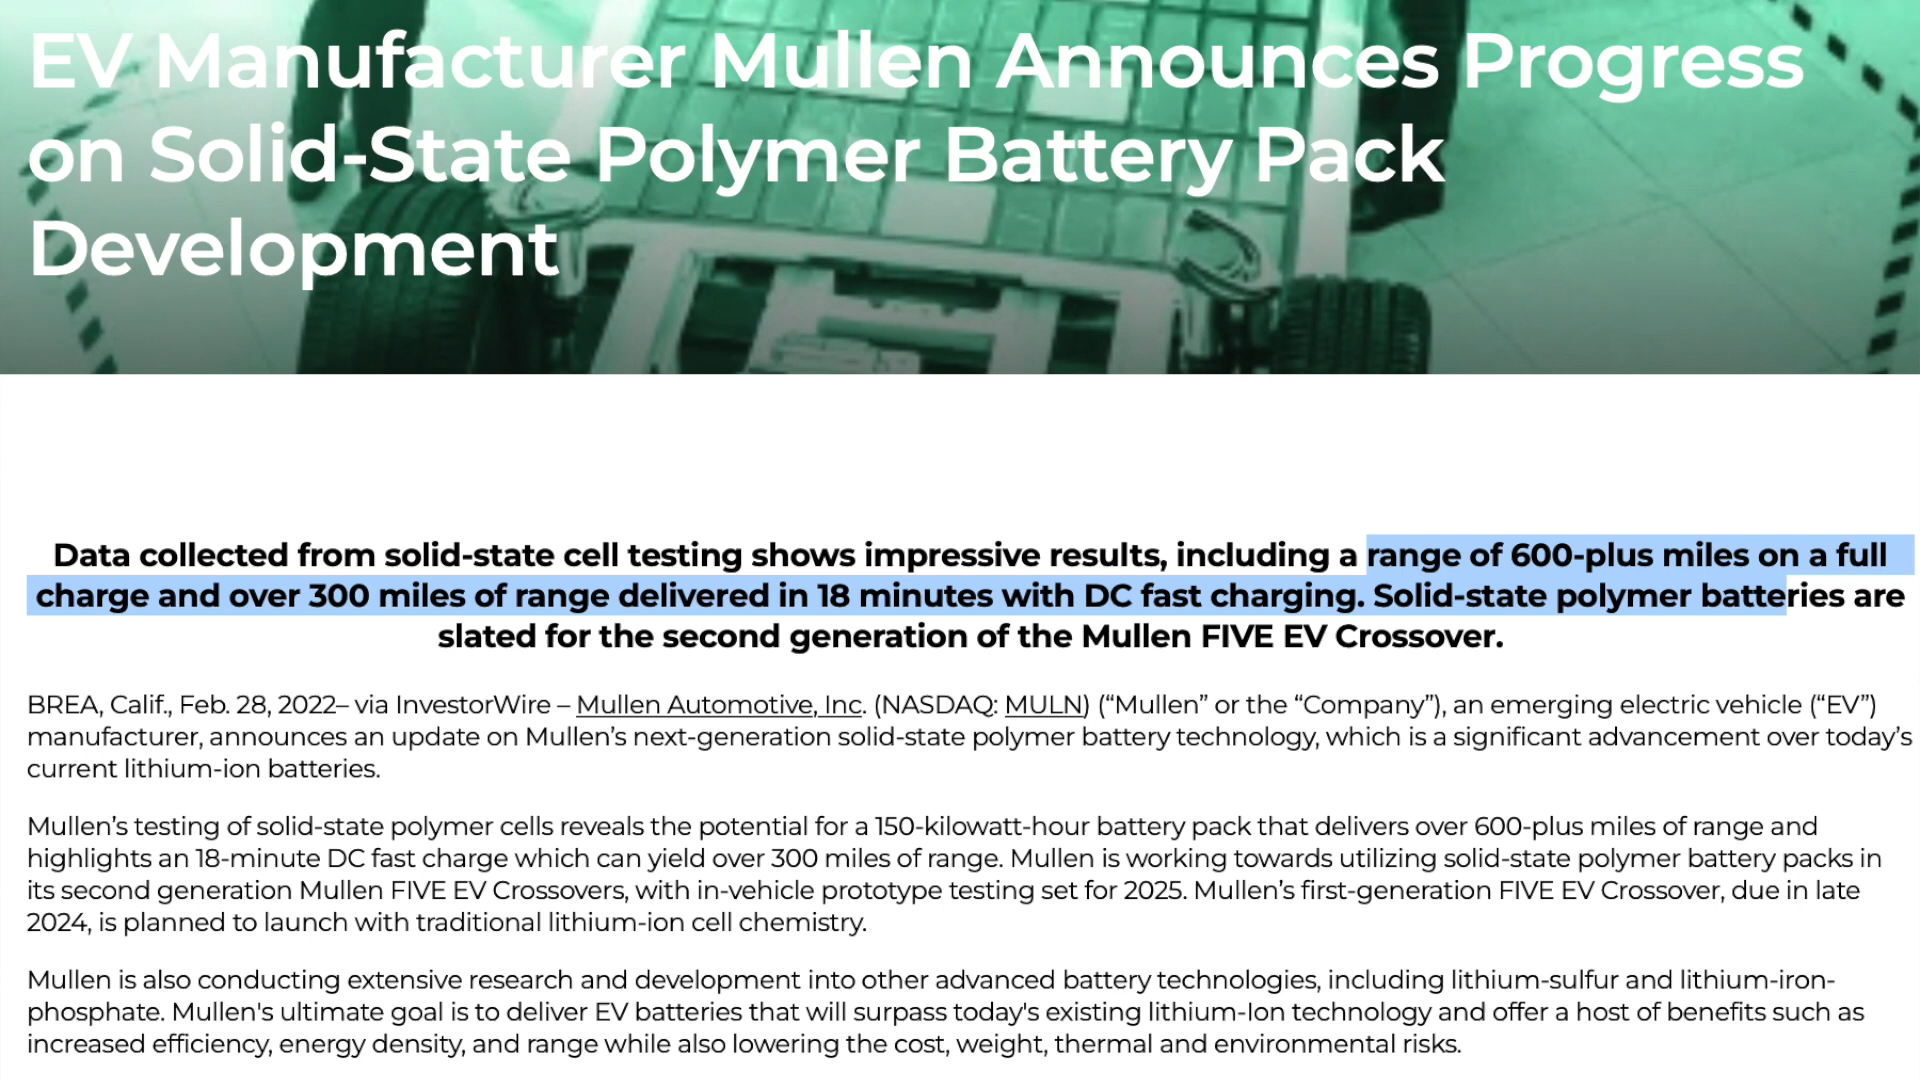 EV Manufacturer Mullen Announces Progress
on Solid-State Polymer Battery Pack
Development
Data collected from solid-state cell testing shows impressive results, including a range of 600-plus miles on a full
charge and over 300 miles of range delivered in 18 minutes with DC fast charging. Solid-state polymer batteries are
slated for the second generation of the Mullen FIVE EV Crossover.
BREA, Calif., Feb. 28, 2022– via InvestorWire – Mullen Automotive, Inc. (NASDAQ: MULN) (“Mullen” or the “Company”), an emerging electric vehicle (“EV”)
manufacturer, announces an update on Mullen’s next-generation solid-state polymer battery technology, which is a significant advancement over today’s
current lithium-ion batteries.
Mullen’s testing of solid-state polymer cells reveals the potential for a 150-kilowatt-hour battery pack that delivers over 600-plus miles of range and
highlights an 18-minute DC fast charge which can yield over 300 miles of range. Mullen is working towards utilizing solid-state polymer battery packs in
its second generation Mullen FIVE EV Crossovers, with in-vehicle prototype testing set for 2025. Mullen’s first-generation FIVE EV Crossover, due in late
2024, is planned to launch with traditional lithium-ion cell chemistry.
Mullen is also conducting extensive research and development into other advanced battery technologies, including lithium-sulfur and lithium-iron-
phosphate. Mullen's ultimate goal is to deliver EV batteries that will surpass today's existing lithium-Ion technology and offer a host of benefits such as
increased efficiency, energy density, and range while also lowering the cost, weight, thermal and environmental risks.